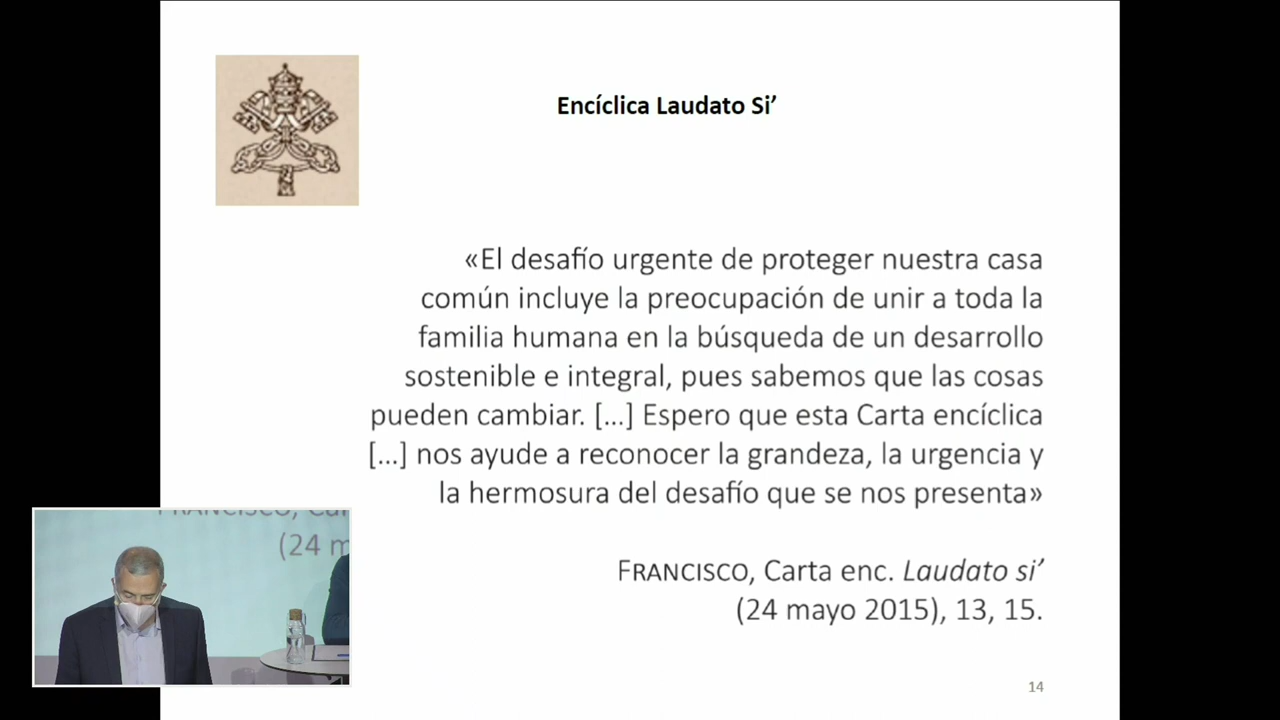 Encíclica Laudato Si’
«El desafío urgente de proteger nuestra casa
común incluye la preocupación de unir a toda la
familia humana en la búsqueda de un desarrollo
sostenible e integral, pues sabemos que las cosas
pueden cambiar. [...] Espero que esta Carta encíclica
[...] nos ayude a reconocer la grandeza, la urgencia y
la hermosura del desafío que se nos presenta»
FRANCISCO, Carta enc. Laudato si’
(24 mayo 2015), 13, 15.
14
FRANCISCO, Car
(24 m